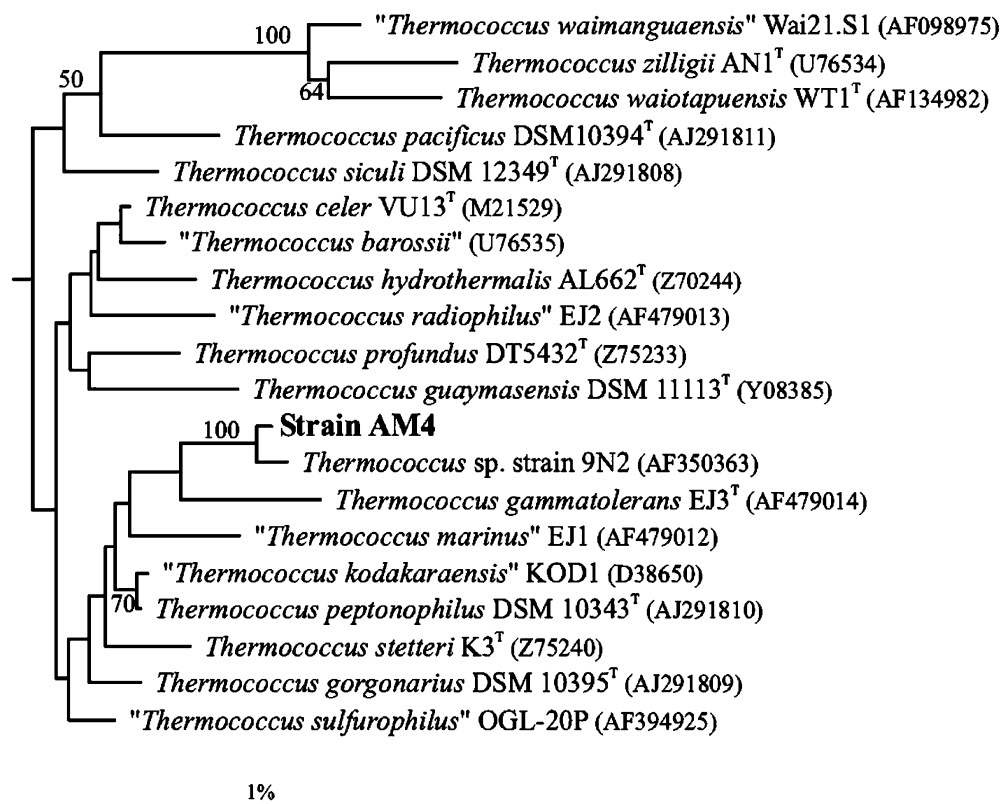 100
"Thermococcus waimanguaensis" Wai21.S1 (AF098975)
50
Thermococcus zilligii AN1ᵀ (U76534)
64
Thermococcus waiotapuensis WT1ᵀ (AF134982)
Thermococcus pacificus DSM10394ᵀ (AJ291811)
Thermococcus siculi DSM 12349ᵀ (AJ291808)
Thermococcus celer VU13ᵀ (M21529)
"Thermococcus barossii" (U76535)
Thermococcus hydrothermalis AL662ᵀ (Z70244)
"Thermococcus radiophilus" EJ2 (AF479013)
Thermococcus profundus DT5432ᵀ (Z75233)
Thermococcus guaymasensis DSM 11113ᵀ (Y08385)
100
Strain AM4
Thermococcus sp. strain 9N2 (AF350363)
Thermococcus gammatolerans EJ3ᵀ (AF479014)
"Thermococcus marinus" EJ1 (AF479012)
"Thermococcus kodakaraensis" KOD1 (D38650)
70
Thermococcus peptonophilus DSM 10343ᵀ (AJ291810)
Thermococcus stetteri K3ᵀ (Z75240)
Thermococcus gorgonarius DSM 10395ᵀ (AJ291809)
"Thermococcus sulfurophilus" OGL-20P (AF394925)
1%